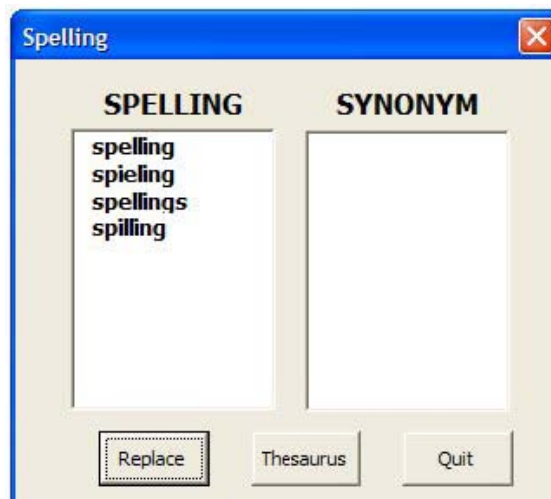 Spelling
SPELLING SYNONYM
spelling
spieling
spellings
spilling
Replace Thesaurus Quit